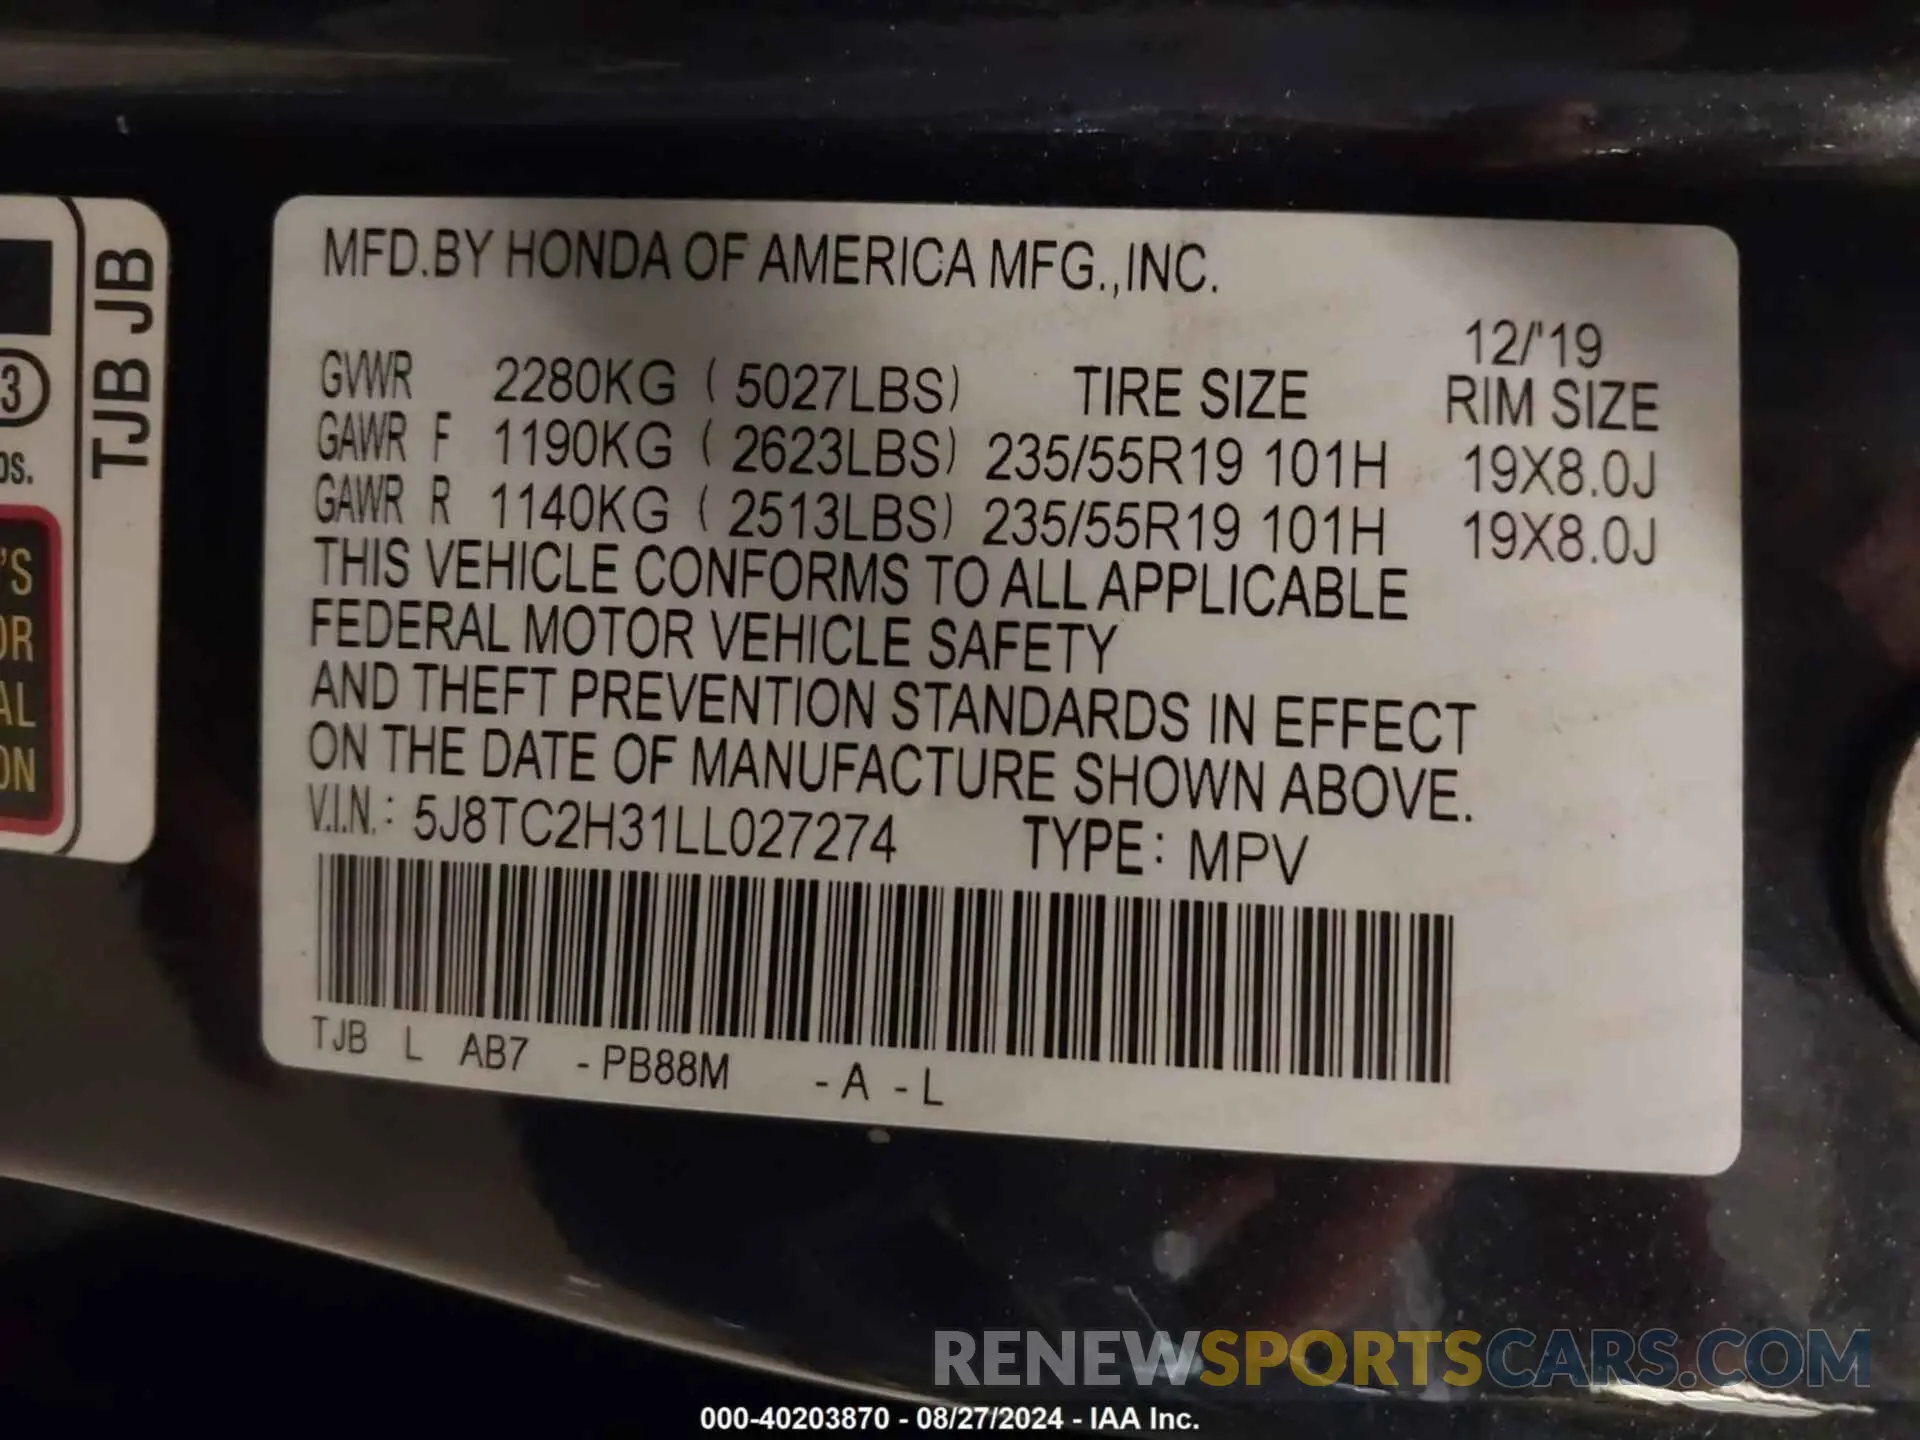 MFD.BY HONDA OF AMERICA MFG.,INC.
12/'19
GVWR 2280KG ( 5027LBS) TIRE SIZE RIM SIZE
GAWR F 1190KG ( 2623LBS) 235/55R19 101H 19X8.0J
GAWR R 1140KG ( 2513LBS) 235/55R19 101H 19X8.0J
THIS VEHICLE CONFORMS TO ALL APPLICABLE
FEDERAL MOTOR VEHICLE SAFETY
AND THEFT PREVENTION STANDARDS IN EFFECT
ON THE DATE OF MANUFACTURE SHOWN ABOVE.
V.I.N.: 5J8TC2H31LL027274 TYPE: MPV
TJB L AB7 -PB88M -A -L
TJB JB
3
'S
RENEWSPORTSCARS.COM
000-40203870 - 08/27/2024 - IAA Inc.